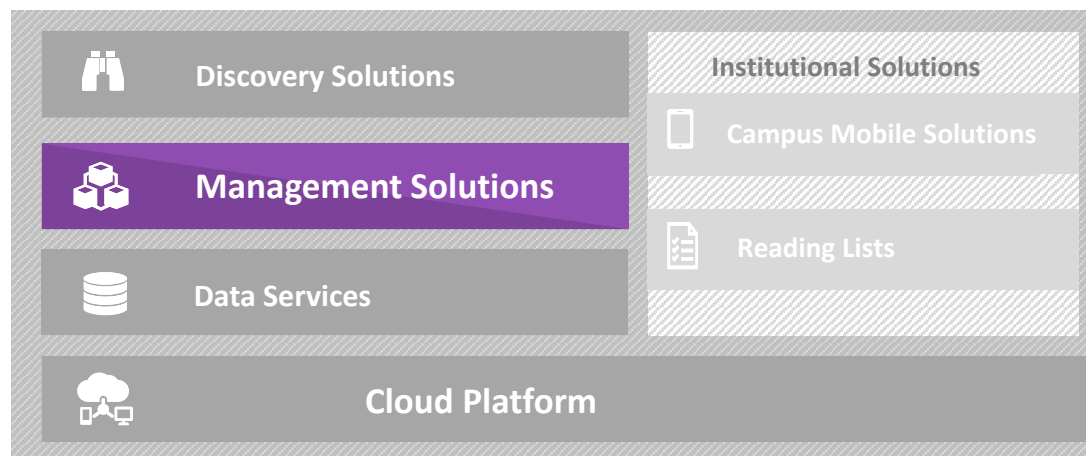 Discovery Solutions
Management Solutions
Data Services
Institutional Solutions
Campus Mobile Solutions
Reading Lists
Cloud Platform